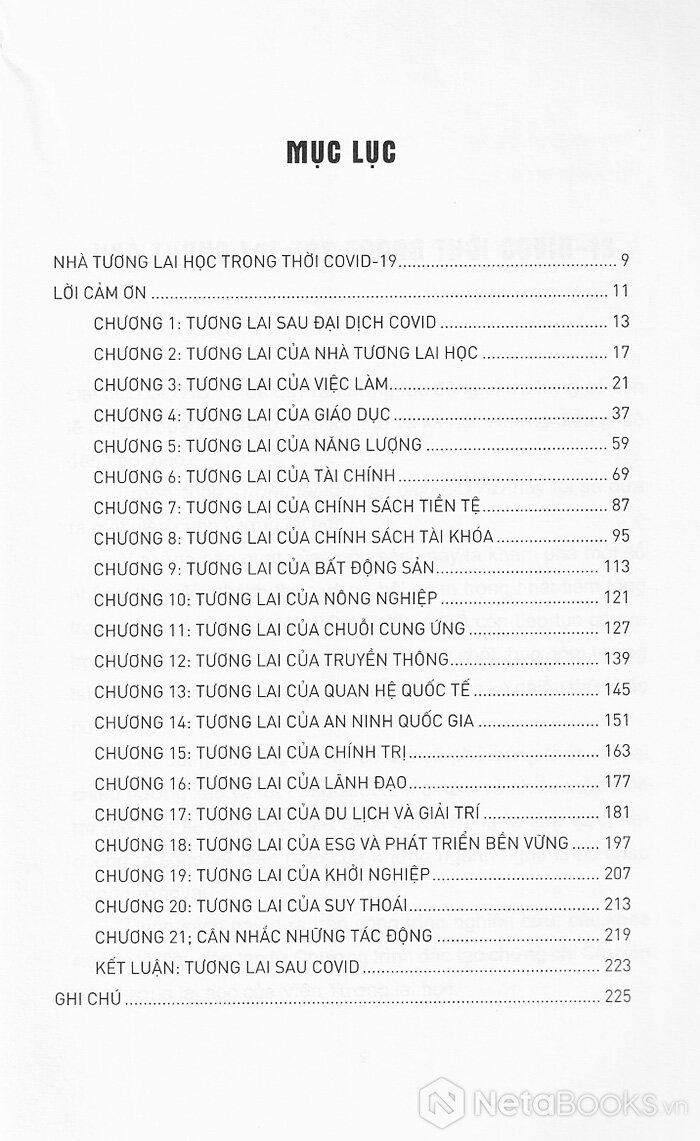 MỤC LỤC
NHÀ TƯƠNG LAI HỌC TRONG THỜI COVID-19........ 9
LỜI CẢM ƠN ........ 11
CHƯƠNG 1: TƯƠNG LAI SAU ĐẠI DỊCH COVID ........ 13
CHƯƠNG 2: TƯƠNG LAI CỦA NHÀ TƯƠNG LAI HỌC ........ 17
CHƯƠNG 3: TƯƠNG LAI CỦA VIỆC LÀM........ 21
CHƯƠNG 4: TƯƠNG LAI CỦA GIÁO DỤC ........ 37
CHƯƠNG 5: TƯƠNG LAI CỦA NĂNG LƯỢNG ........ 59
CHƯƠNG 6: TƯƠNG LAI CỦA TÀI CHÍNH ........ 69
CHƯƠNG 7: TƯƠNG LAI CỦA CHÍNH SÁCH TIỀN TỆ ........ 87
CHƯƠNG 8: TƯƠNG LAI CỦA CHÍNH SÁCH TÀI KHÓA ........ 95
CHƯƠNG 9: TƯƠNG LAI CỦA BẤT ĐỘNG SẢN........ 113
CHƯƠNG 10: TƯƠNG LAI CỦA NÔNG NGHIỆP ........ 121
CHƯƠNG 11: TƯƠNG LAI CỦA CHUỖI CUNG ỨNG ........ 127
CHƯƠNG 12: TƯƠNG LAI CỦA TRUYỀN THÔNG........ 139
CHƯƠNG 13: TƯƠNG LAI CỦA QUAN HỆ QUỐC TẾ ........ 145
CHƯƠNG 14: TƯƠNG LAI CỦA AN NINH QUỐC GIA ........ 151
CHƯƠNG 15: TƯƠNG LAI CỦA CHÍNH TRỊ ........ 163
CHƯƠNG 16: TƯƠNG LAI CỦA LÃNH ĐẠO........ 177
CHƯƠNG 17: TƯƠNG LAI CỦA DU LỊCH VÀ GIẢI TRÍ ........ 181
CHƯƠNG 18: TƯƠNG LAI CỦA ESG VÀ PHÁT TRIỂN BỀN VỮNG ...... 197
CHƯƠNG 19: TƯƠNG LAI CỦA KHỞI NGHIỆP ........ 207
CHƯƠNG 20: TƯƠNG LAI CỦA SUY THOÁI ........ 213
CHƯƠNG 21; CÂN NHẮC NHỮNG TÁC ĐỘNG ........ 219
KẾT LUẬN: TƯƠNG LAI SAU COVID ........ 223
GHI CHÚ ........ 225
NetaBooks.vn